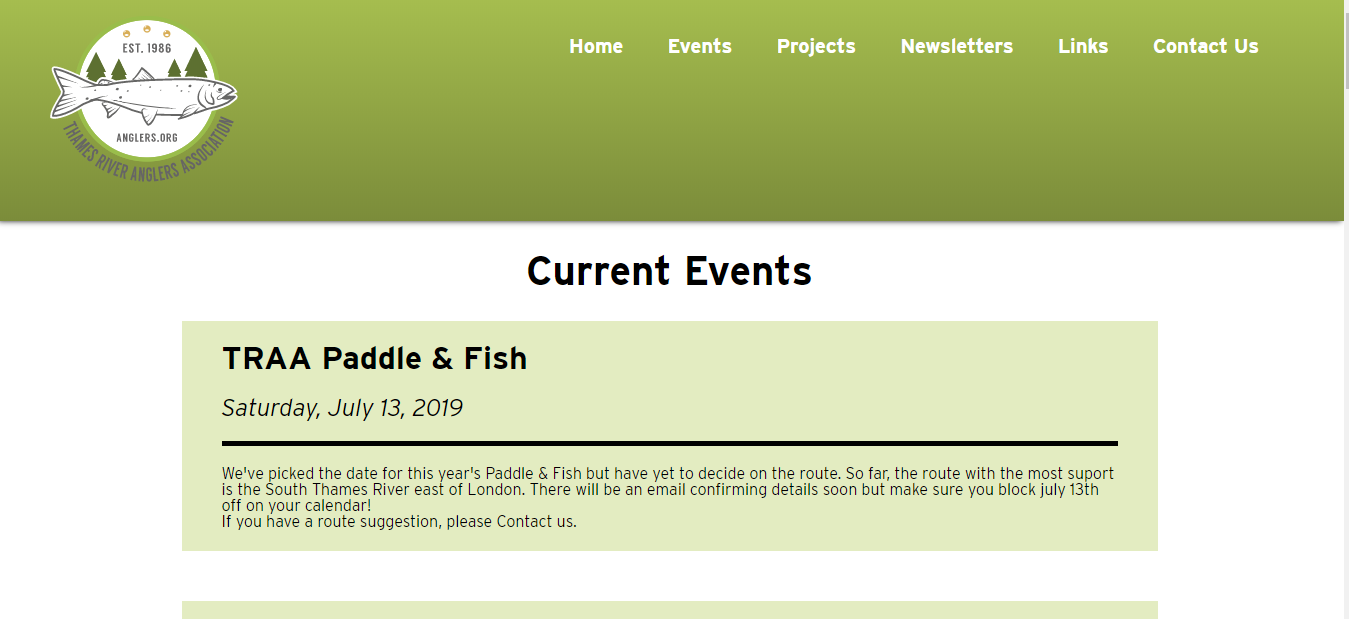 EST. 1986
ANGLERS.ORG
THAMES RIVER ANGLERS ASSOCIATION
Home Events Projects Newsletters Links Contact Us
Current Events
TRAA Paddle & Fish
Saturday, July 13, 2019
We've picked the date for this year's Paddle & Fish but have yet to decide on the route. So far, the route with the most suport
is the South Thames River east of London. There will be an email confirming details soon but make sure you block july 13th
off on your calendar!
If you have a route suggestion, please Contact us.